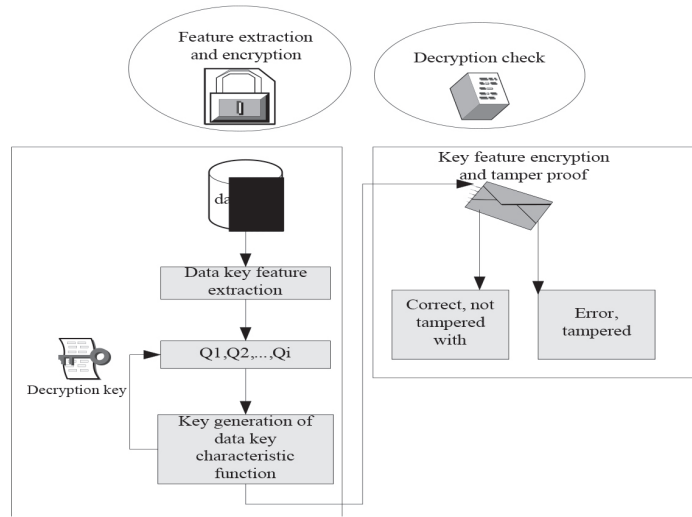 Feature extraction
and encryption
Decryption check
Data key feature
extraction
Q1,Q2,...,Qi
Decryption key
Key generation of
data key
characteristic
function
Key feature encryption
and tamper proof
Correct, not
tampered
with
Error,
tampered